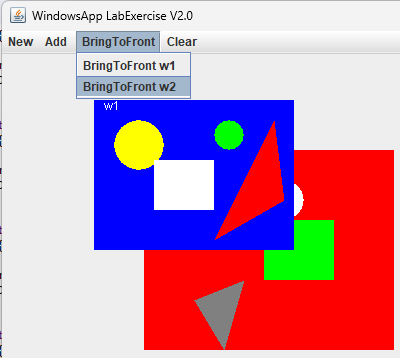 WindowsApp LabExercise V2.0
New Add BringToFront Clear
BringToFront w1
BringToFront w2
w1